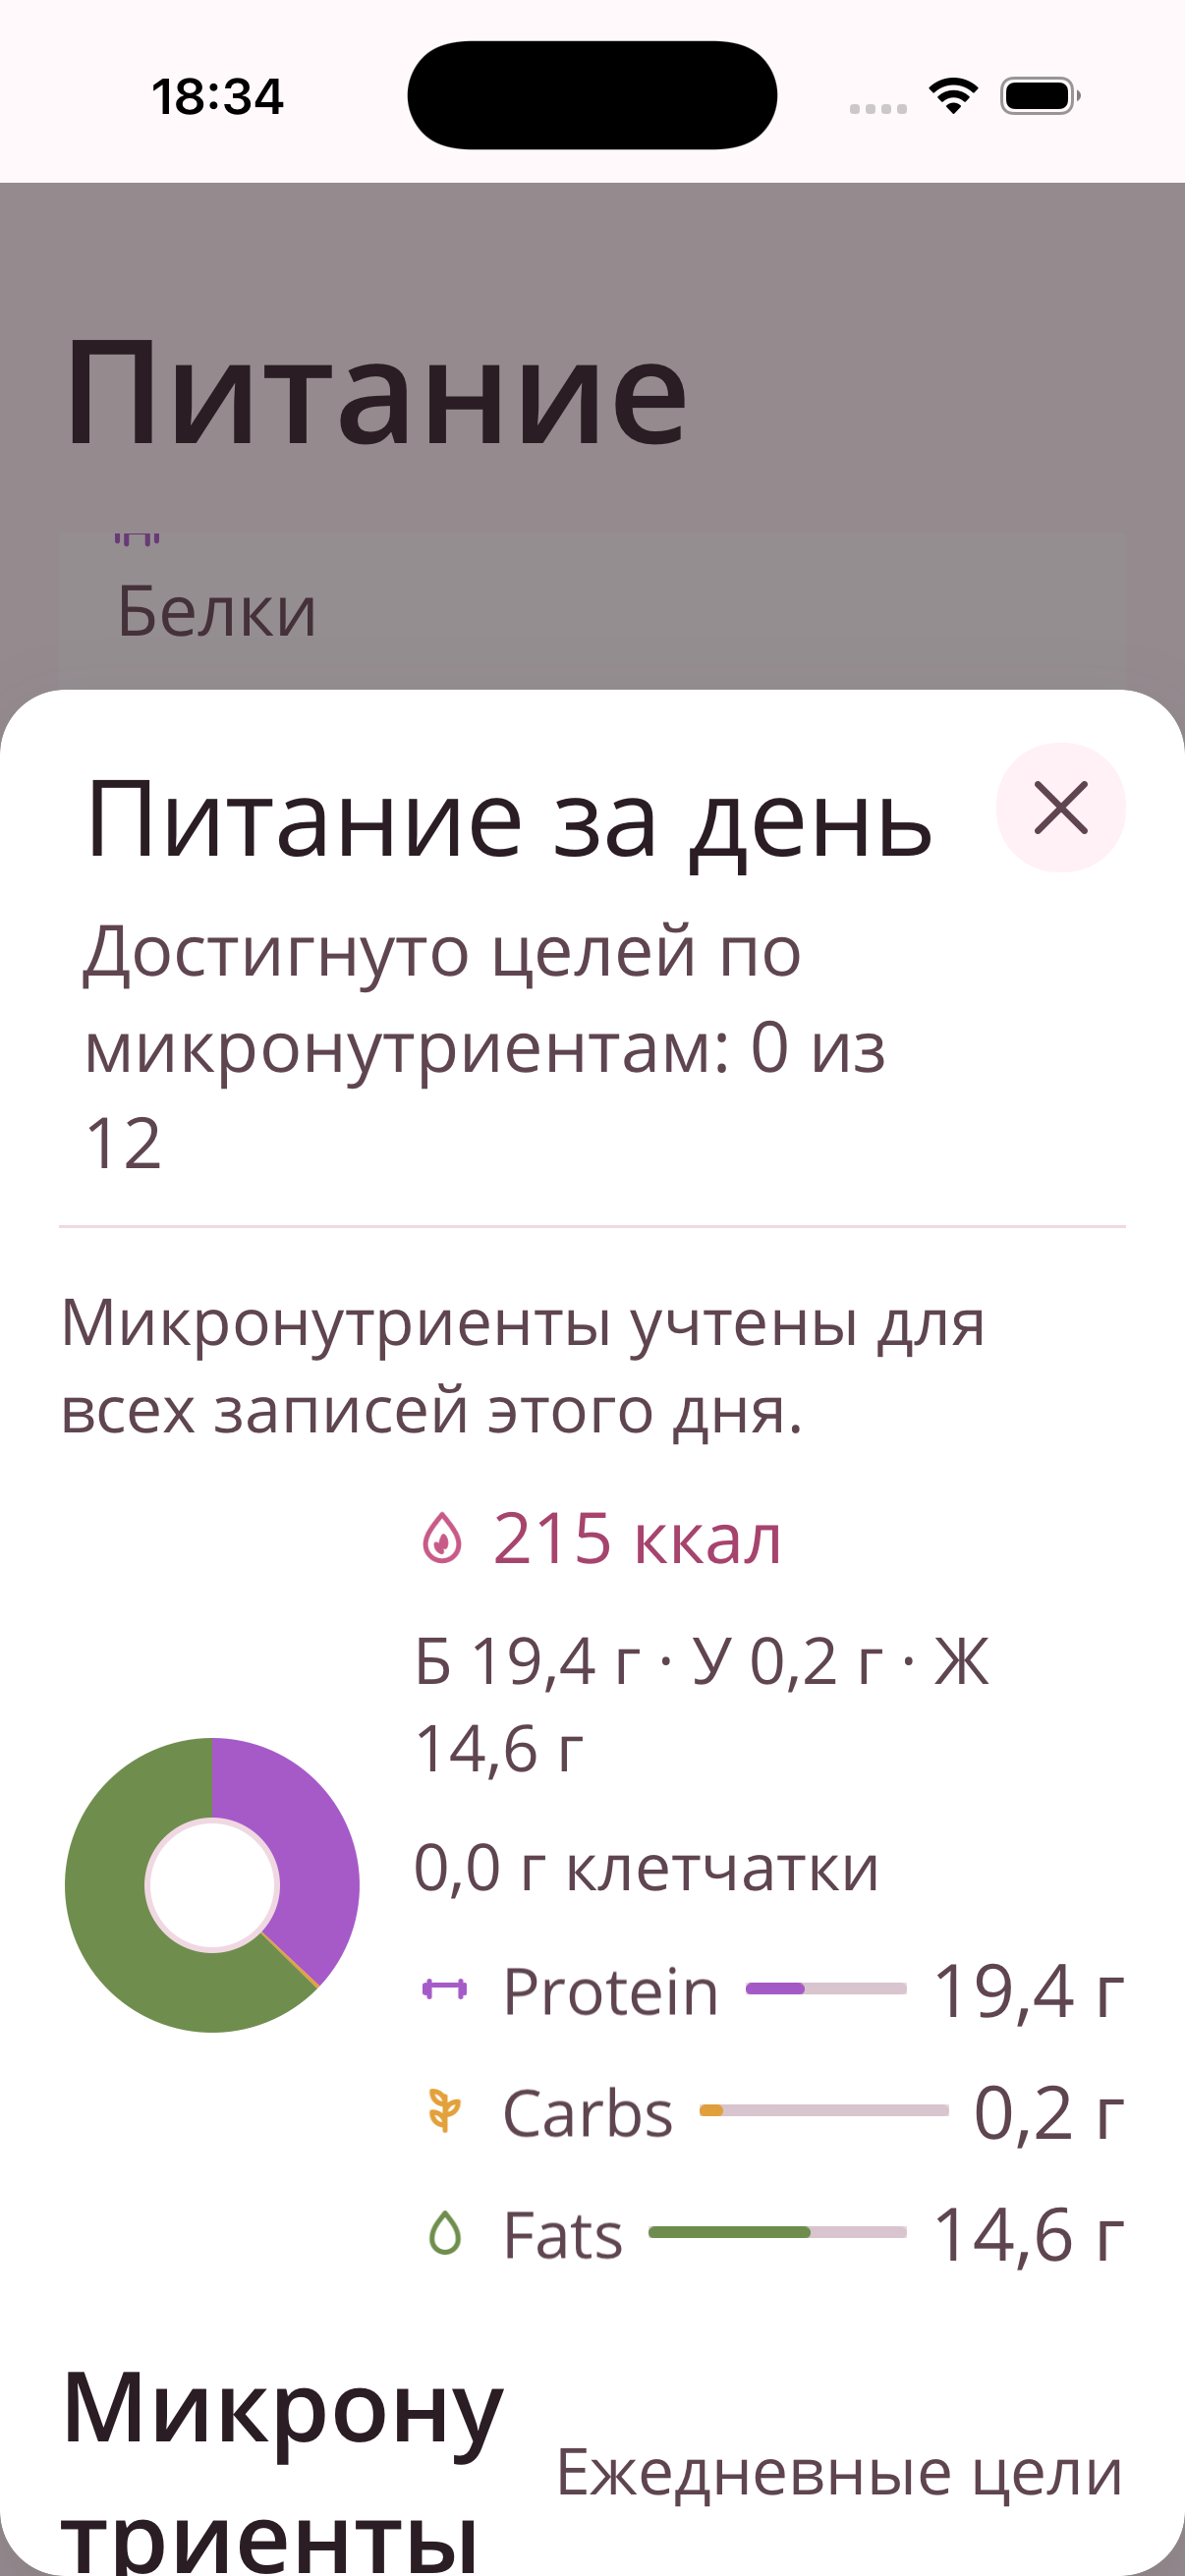 18:34
Питание
Белки
Питание за день
Достигнуто целей по
микронутриентам: 0 из
12
Микронутриенты учтены для
всех записей этого дня.
215 ккал
Б 19,4 г · У 0,2 г · Ж
14,6 г
0,0 г клетчатки
Protein 19,4 г
Carbs 0,2 г
Fats 14,6 г
Микрону
триенты
Ежедневные цели